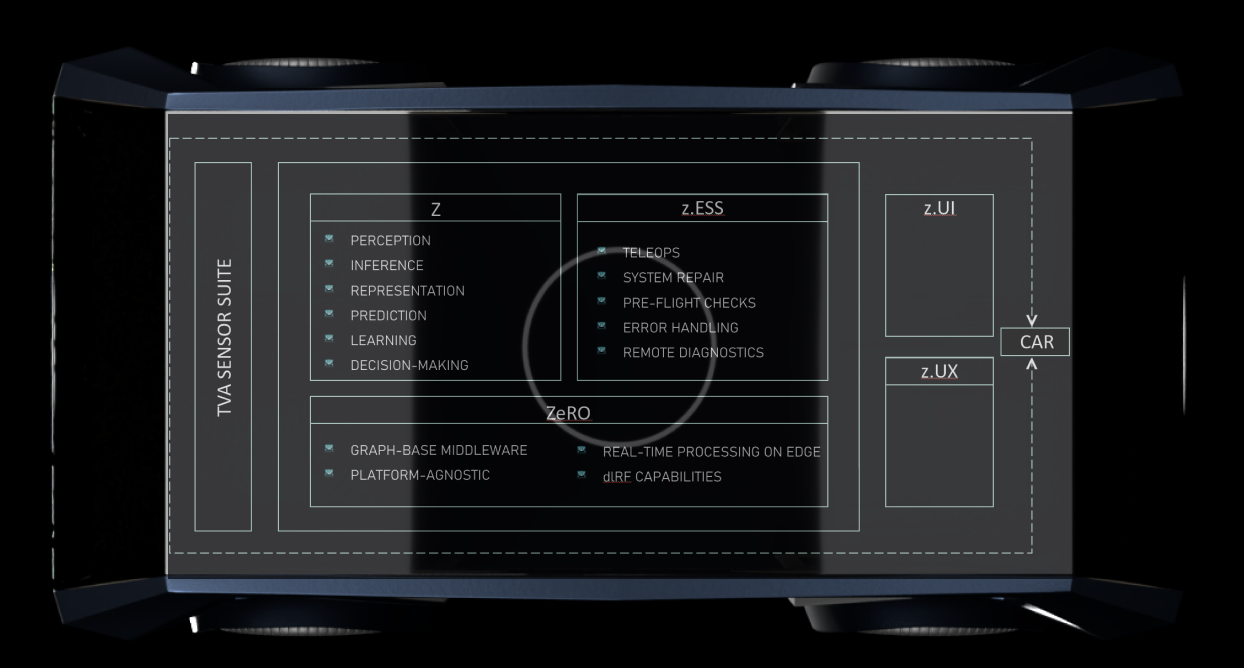 TVA SENSOR SUITE
Z
PERCEPTION
INFERENCE
REPRESENTATION
PREDICTION
LEARNING
DECISION-MAKING
z.ESS
TELEOPS
SYSTEM REPAIR
PRE-FLIGHT CHECKS
ERROR HANDLING
REMOTE DIAGNOSTICS
ZeRO
GRAPH-BASE MIDDLEWARE
PLATFORM-AGNOSTIC
REAL-TIME PROCESSING ON EDGE
dlRF CAPABILITIES
z.UI
z.UX
CAR